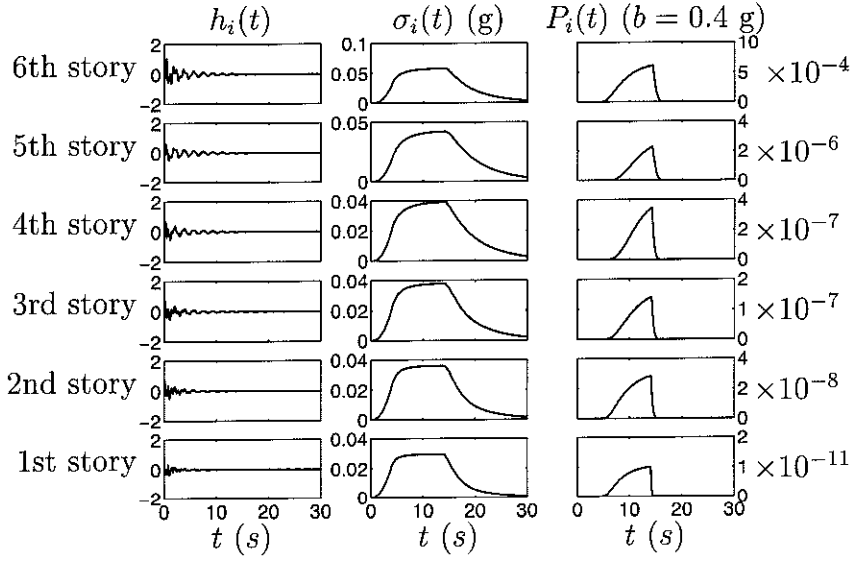 h_i(t) σ_i(t) (g) P_i(t) (b = 0.4 g)
6th story 2 0 −2 0.1 0.05 0 10 5 0 ×10^{−4}
5th story 2 0 −2 0.05 0 4 2 0 ×10^{−6}
4th story 2 0 −2 0.04 0.02 0 4 2 0 ×10^{−7}
3rd story 2 0 −2 0.04 0.02 0 2 1 0 ×10^{−7}
2nd story 2 0 −2 0.04 0.02 0 4 2 0 ×10^{−8}
1st story 2 0 −2 0.04 0.02 0 2 1 0 ×10^{−11}
0 10 20 30 0 10 20 30 0 10 20 30
t (s) t (s) t (s)